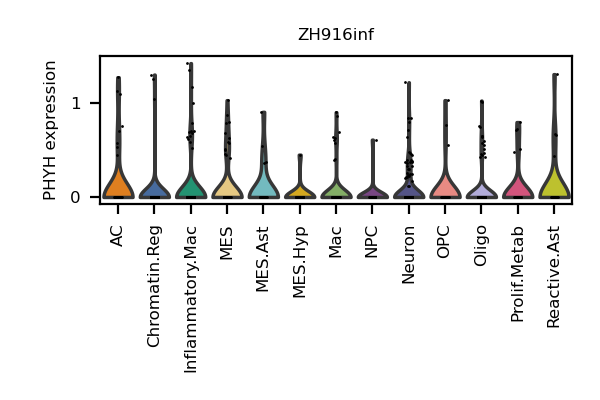 ZH916inf
PHYH expression
1
0
AC
Chromatin.Reg
Inflammatory.Mac
MES
MES.Ast
MES.Hyp
Mac
NPC
Neuron
OPC
Oligo
Prolif.Metab
Reactive.Ast